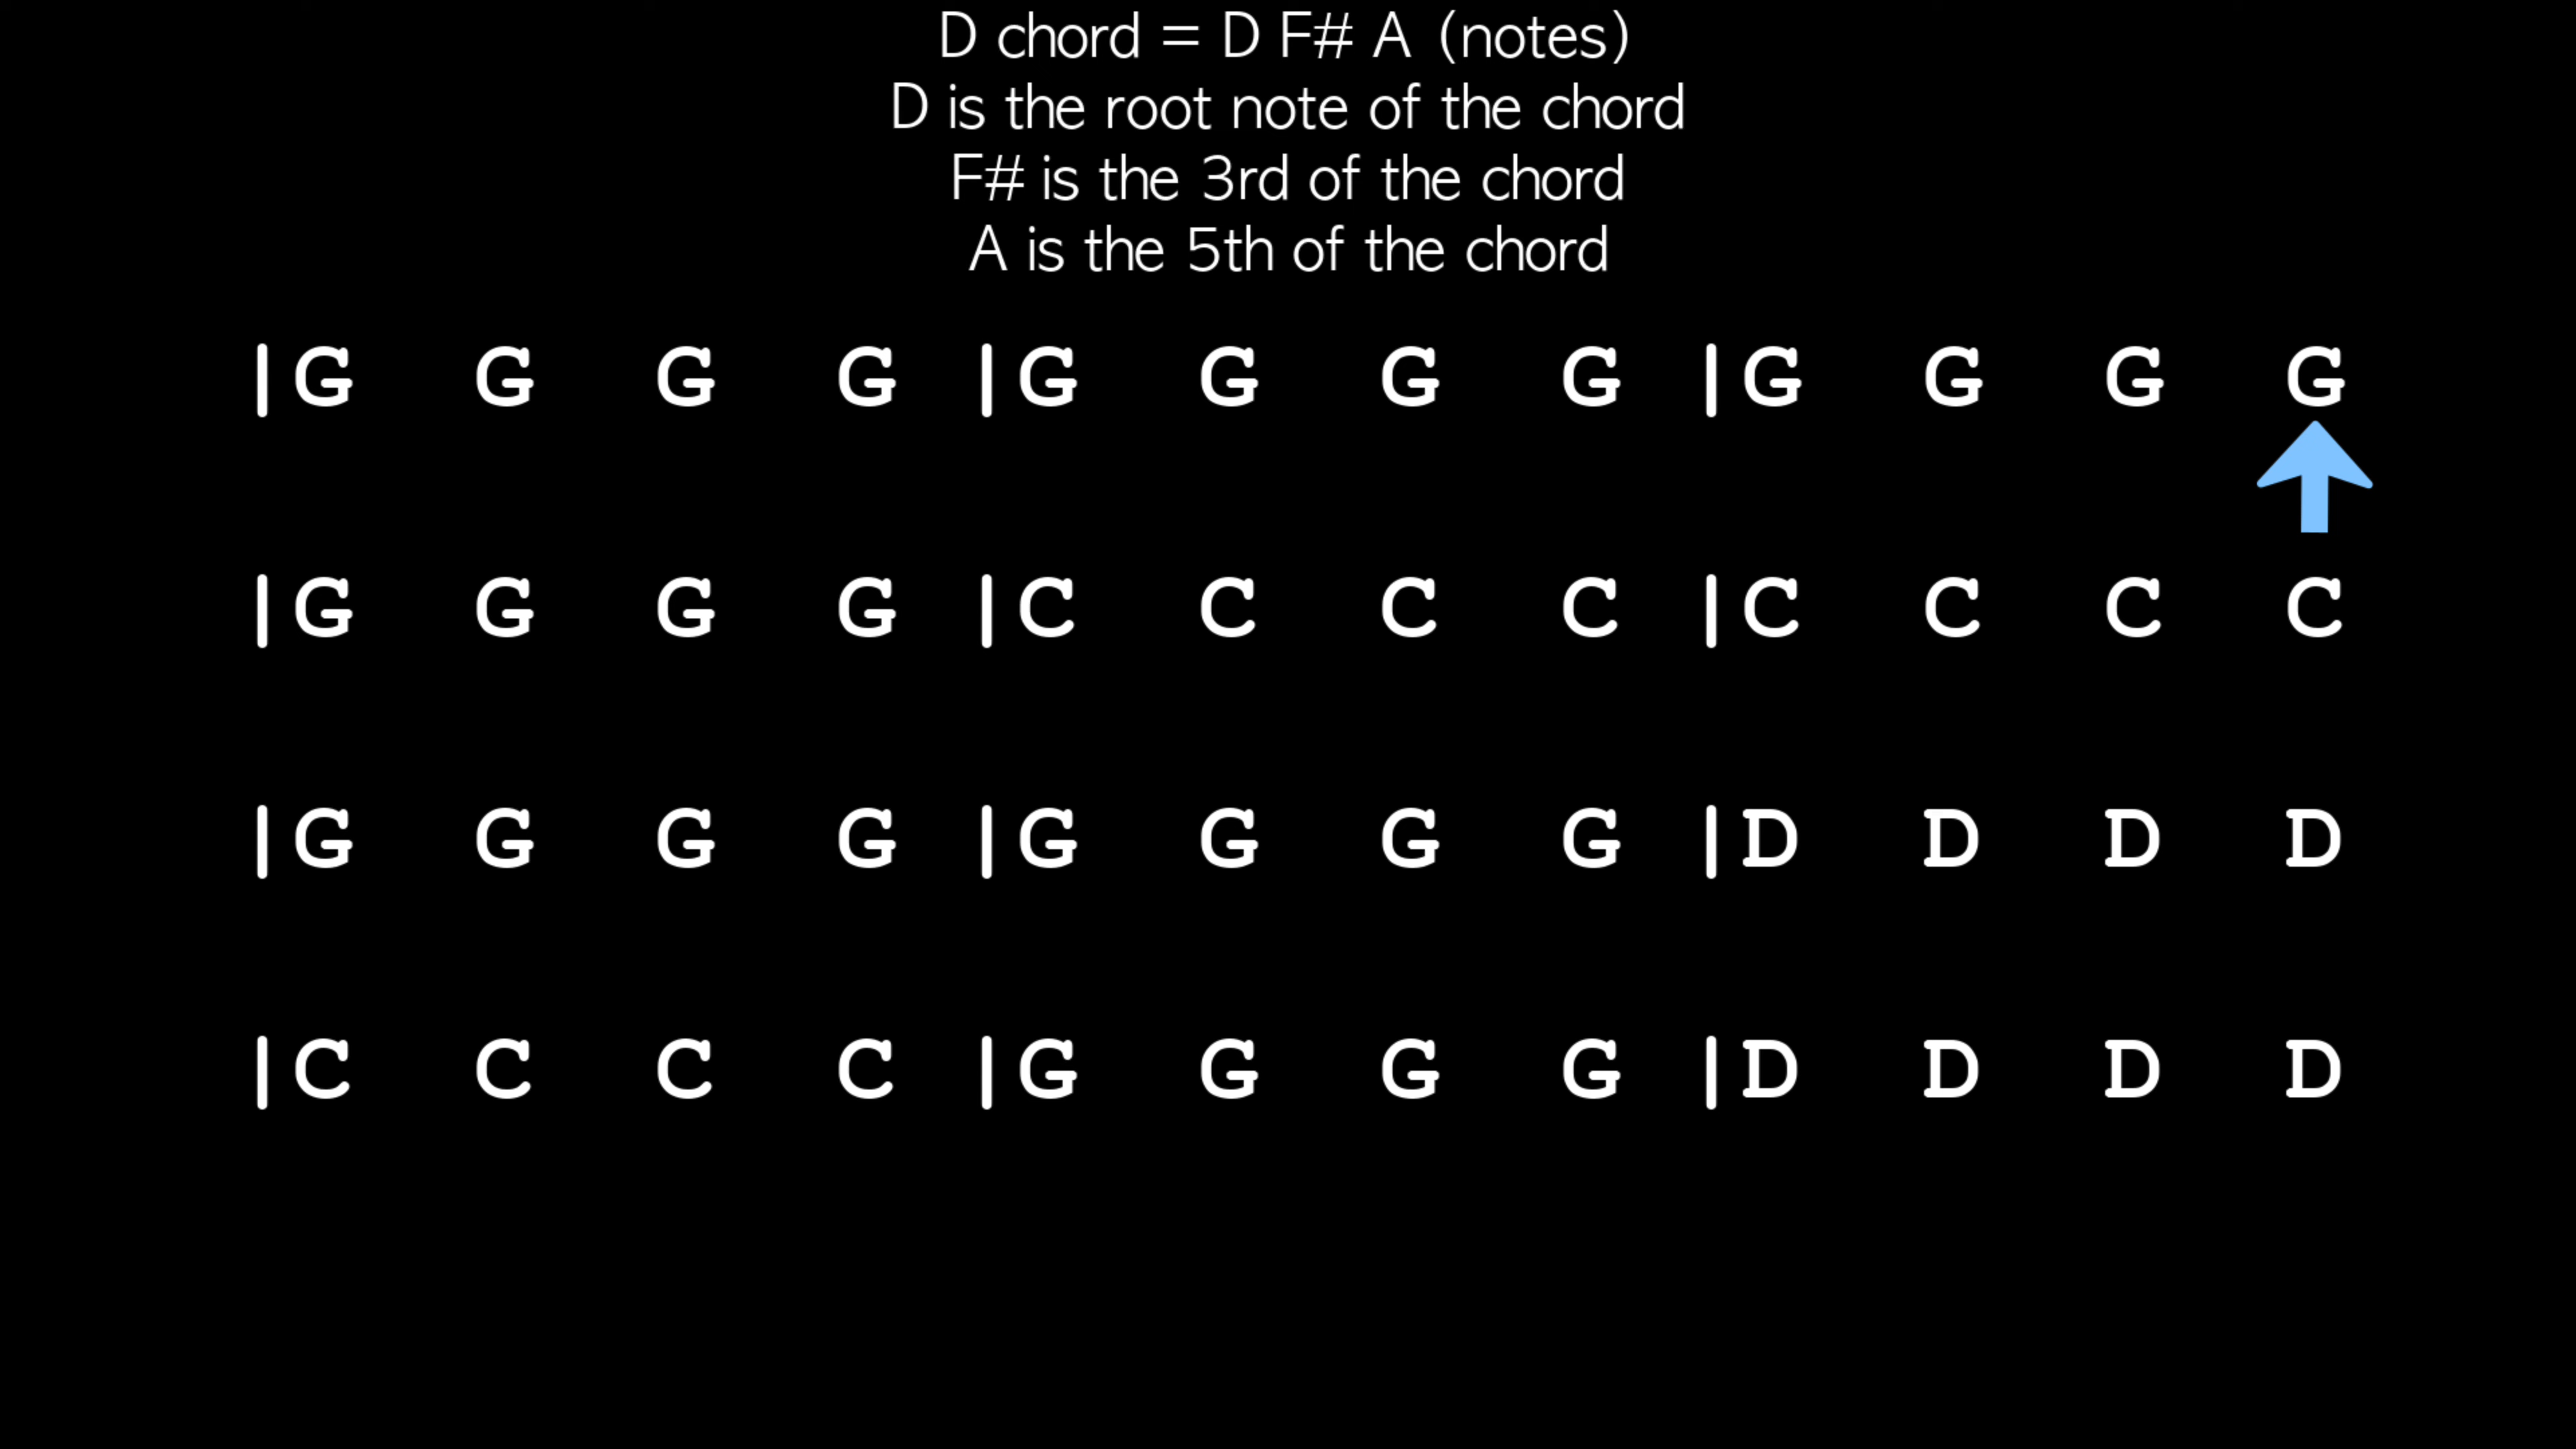 D chord = D F# A (notes)
D is the root note of the chord
F# is the 3rd of the chord
A is the 5th of the chord
|G G G G |G G G G |G G G G
|G G G G |C C C C |C C C C
|G G G G |G G G G |D D D D
|C C C C |G G G G |D D D D